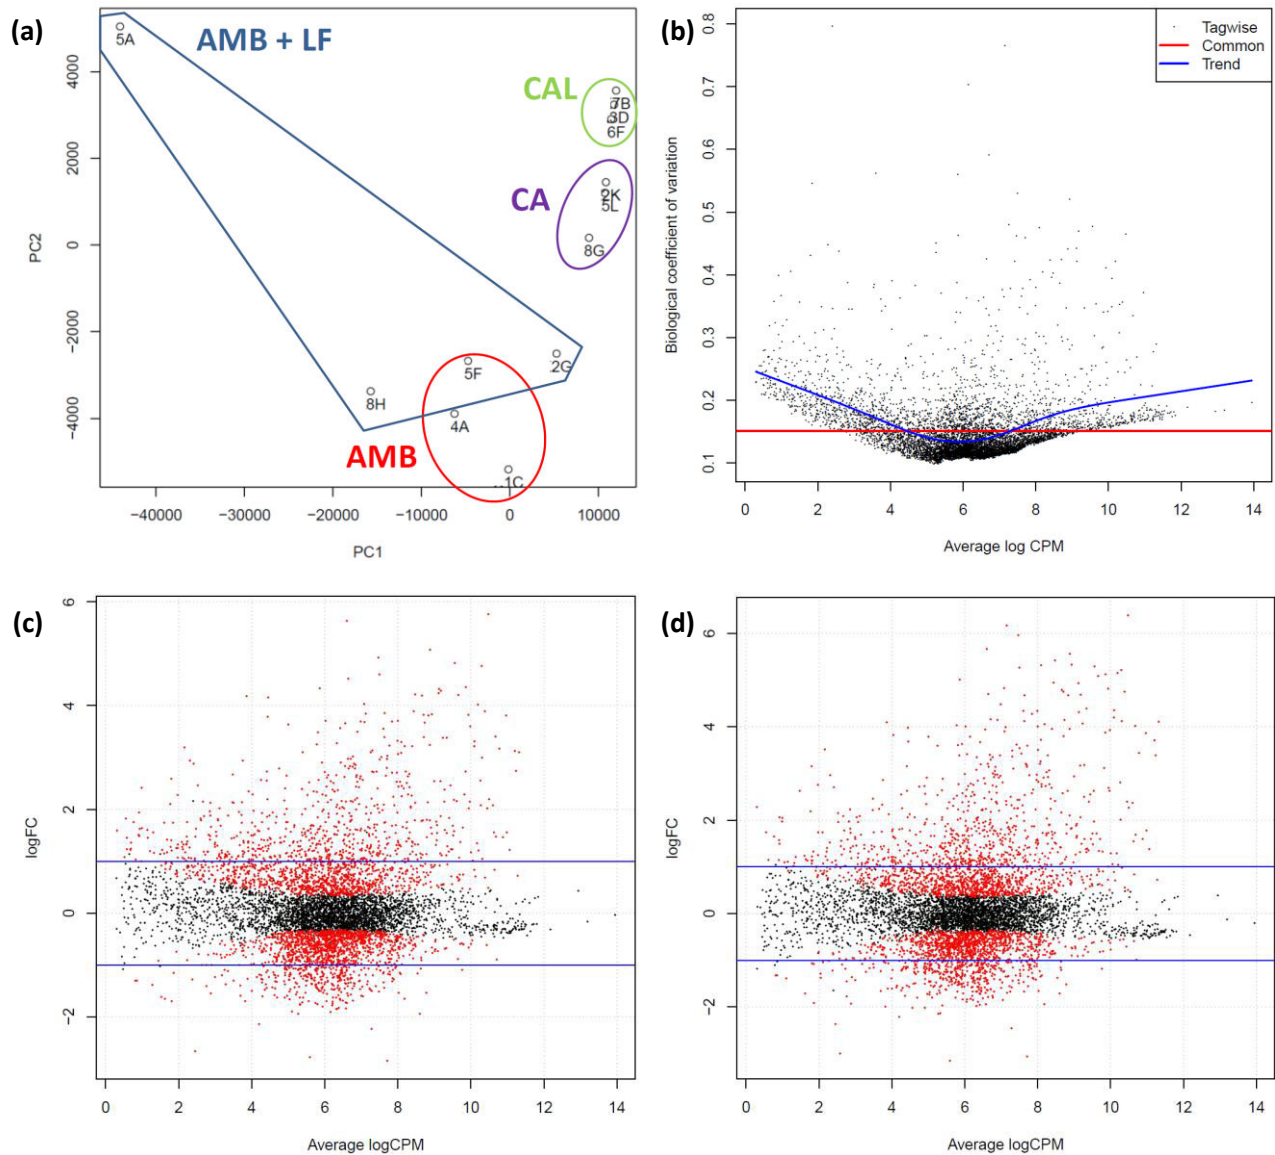 (a)
AMB + LF
5A
CAL
7B
3D
6F
CA
2K
5L
8G
2G
5F
8H
4A
AMB
1C
4000
2000
0
−2000
−4000
PC2
−40000 −30000 −20000 −10000 0 10000
PC1
(b)
Tagwise
Common
Trend
0.8
0.7
0.6
0.5
0.4
0.3
0.2
0.1
Biological coefficient of variation
0 2 4 6 8 10 12 14
Average log CPM
(c)
6
4
2
0
−2
logFC
0 2 4 6 8 10 12 14
Average logCPM
(d)
6
4
2
0
−2
logFC
0 2 4 6 8 10 12 14
Average logCPM